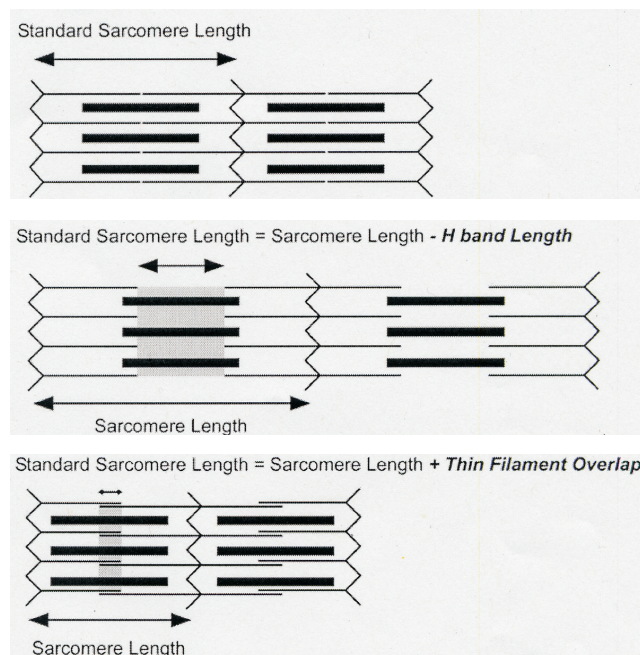 Standard Sarcomere Length
Standard Sarcomere Length = Sarcomere Length - H band Length
Sarcomere Length
Standard Sarcomere Length = Sarcomere Length + Thin Filament Overlap
Sarcomere Length